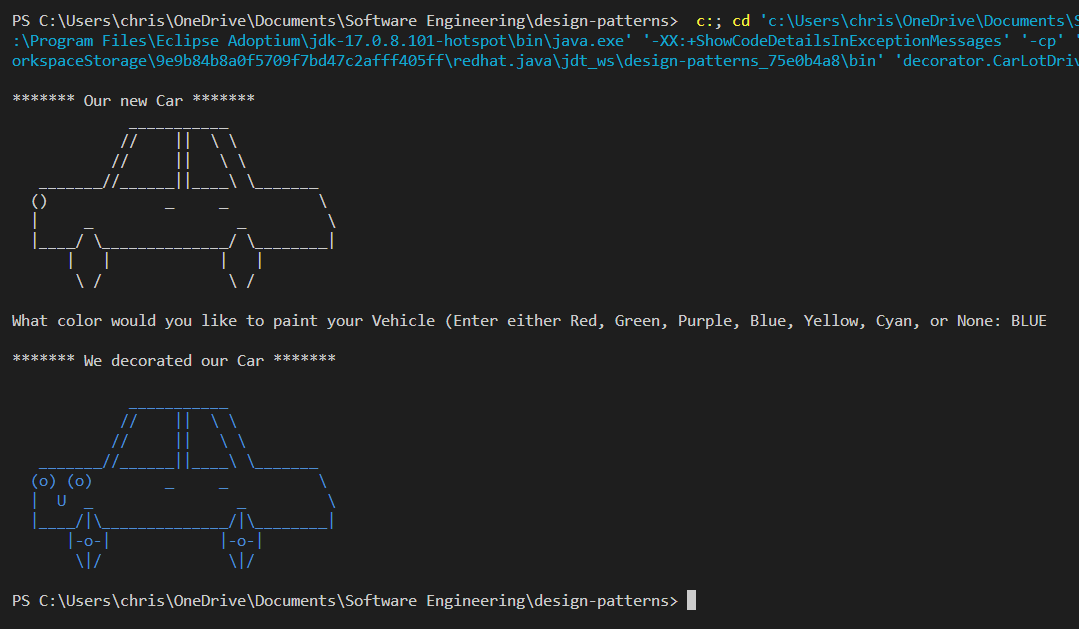 PS C:\Users\chris\OneDrive\Documents\Software Engineering\design-patterns>  c:; cd 'c:\Users\chris\OneDrive\Documents\S
:\Program Files\Eclipse Adoptium\jdk-17.0.8.101-hotspot\bin\java.exe' '-XX:+ShowCodeDetailsInExceptionMessages' '-cp' '
orkspaceStorage\9e9b84b8a0f5709f7bd47c2afff405ff\redhat.java\jdt_ws\design-patterns_75e0b4a8\bin' 'decorator.CarLotDriv

******* Our new Car *******
             ___________
            //    ||  \ \
           //     ||   \ \
   _______//______||____\ \_______
  ()             _     _          \
  |     _                _         \
  |____/ \______________/ \________|
      |   |            |   |
       \ /              \ /

What color would you like to paint your Vehicle (Enter either Red, Green, Purple, Blue, Yellow, Cyan, or None: BLUE

******* We decorated our Car *******

             ___________
            //    ||  \ \
           //     ||   \ \
   _______//______||____\ \_______
  (o) (o)        _     _          \
  |  U  _                _         \
  |____/|\______________/|\________|
      |-o-|            |-o-|
       \|/              \|/

PS C:\Users\chris\OneDrive\Documents\Software Engineering\design-patterns>